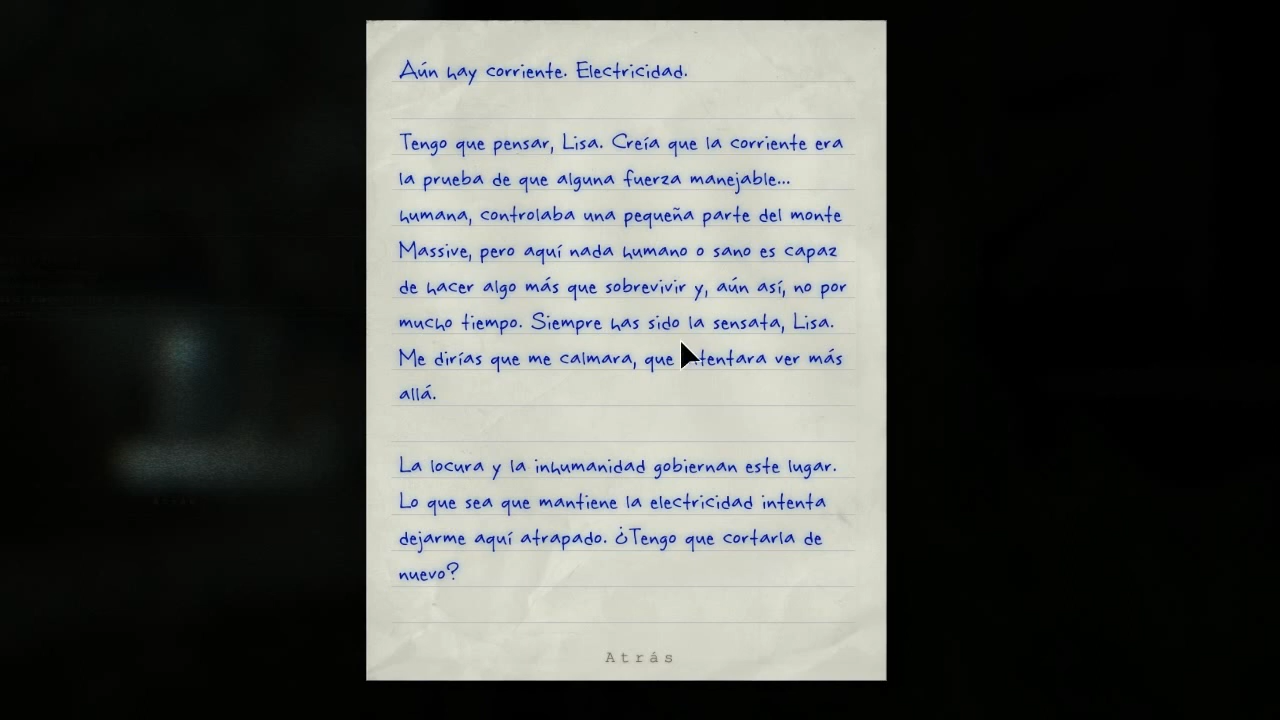 Aún hay corriente. Electricidad.
Tengo que pensar, Lisa. Creía que la corriente era
la prueba de que alguna fuerza manejable...
humana, controlaba una pequeña parte del monte
Massive, pero aquí nada humano o sano es capaz
de hacer algo más que sobrevivir y, aún así, no por
mucho tiempo. Siempre has sido la sensata, Lisa.
Me dirías que me calmara, que intentara ver más
allá.
La locura y la inhumanidad gobiernan este lugar.
Lo que sea que mantiene la electricidad intenta
dejarme aquí atrapado. ¿Tengo que cortarla de
nuevo?
Atrás